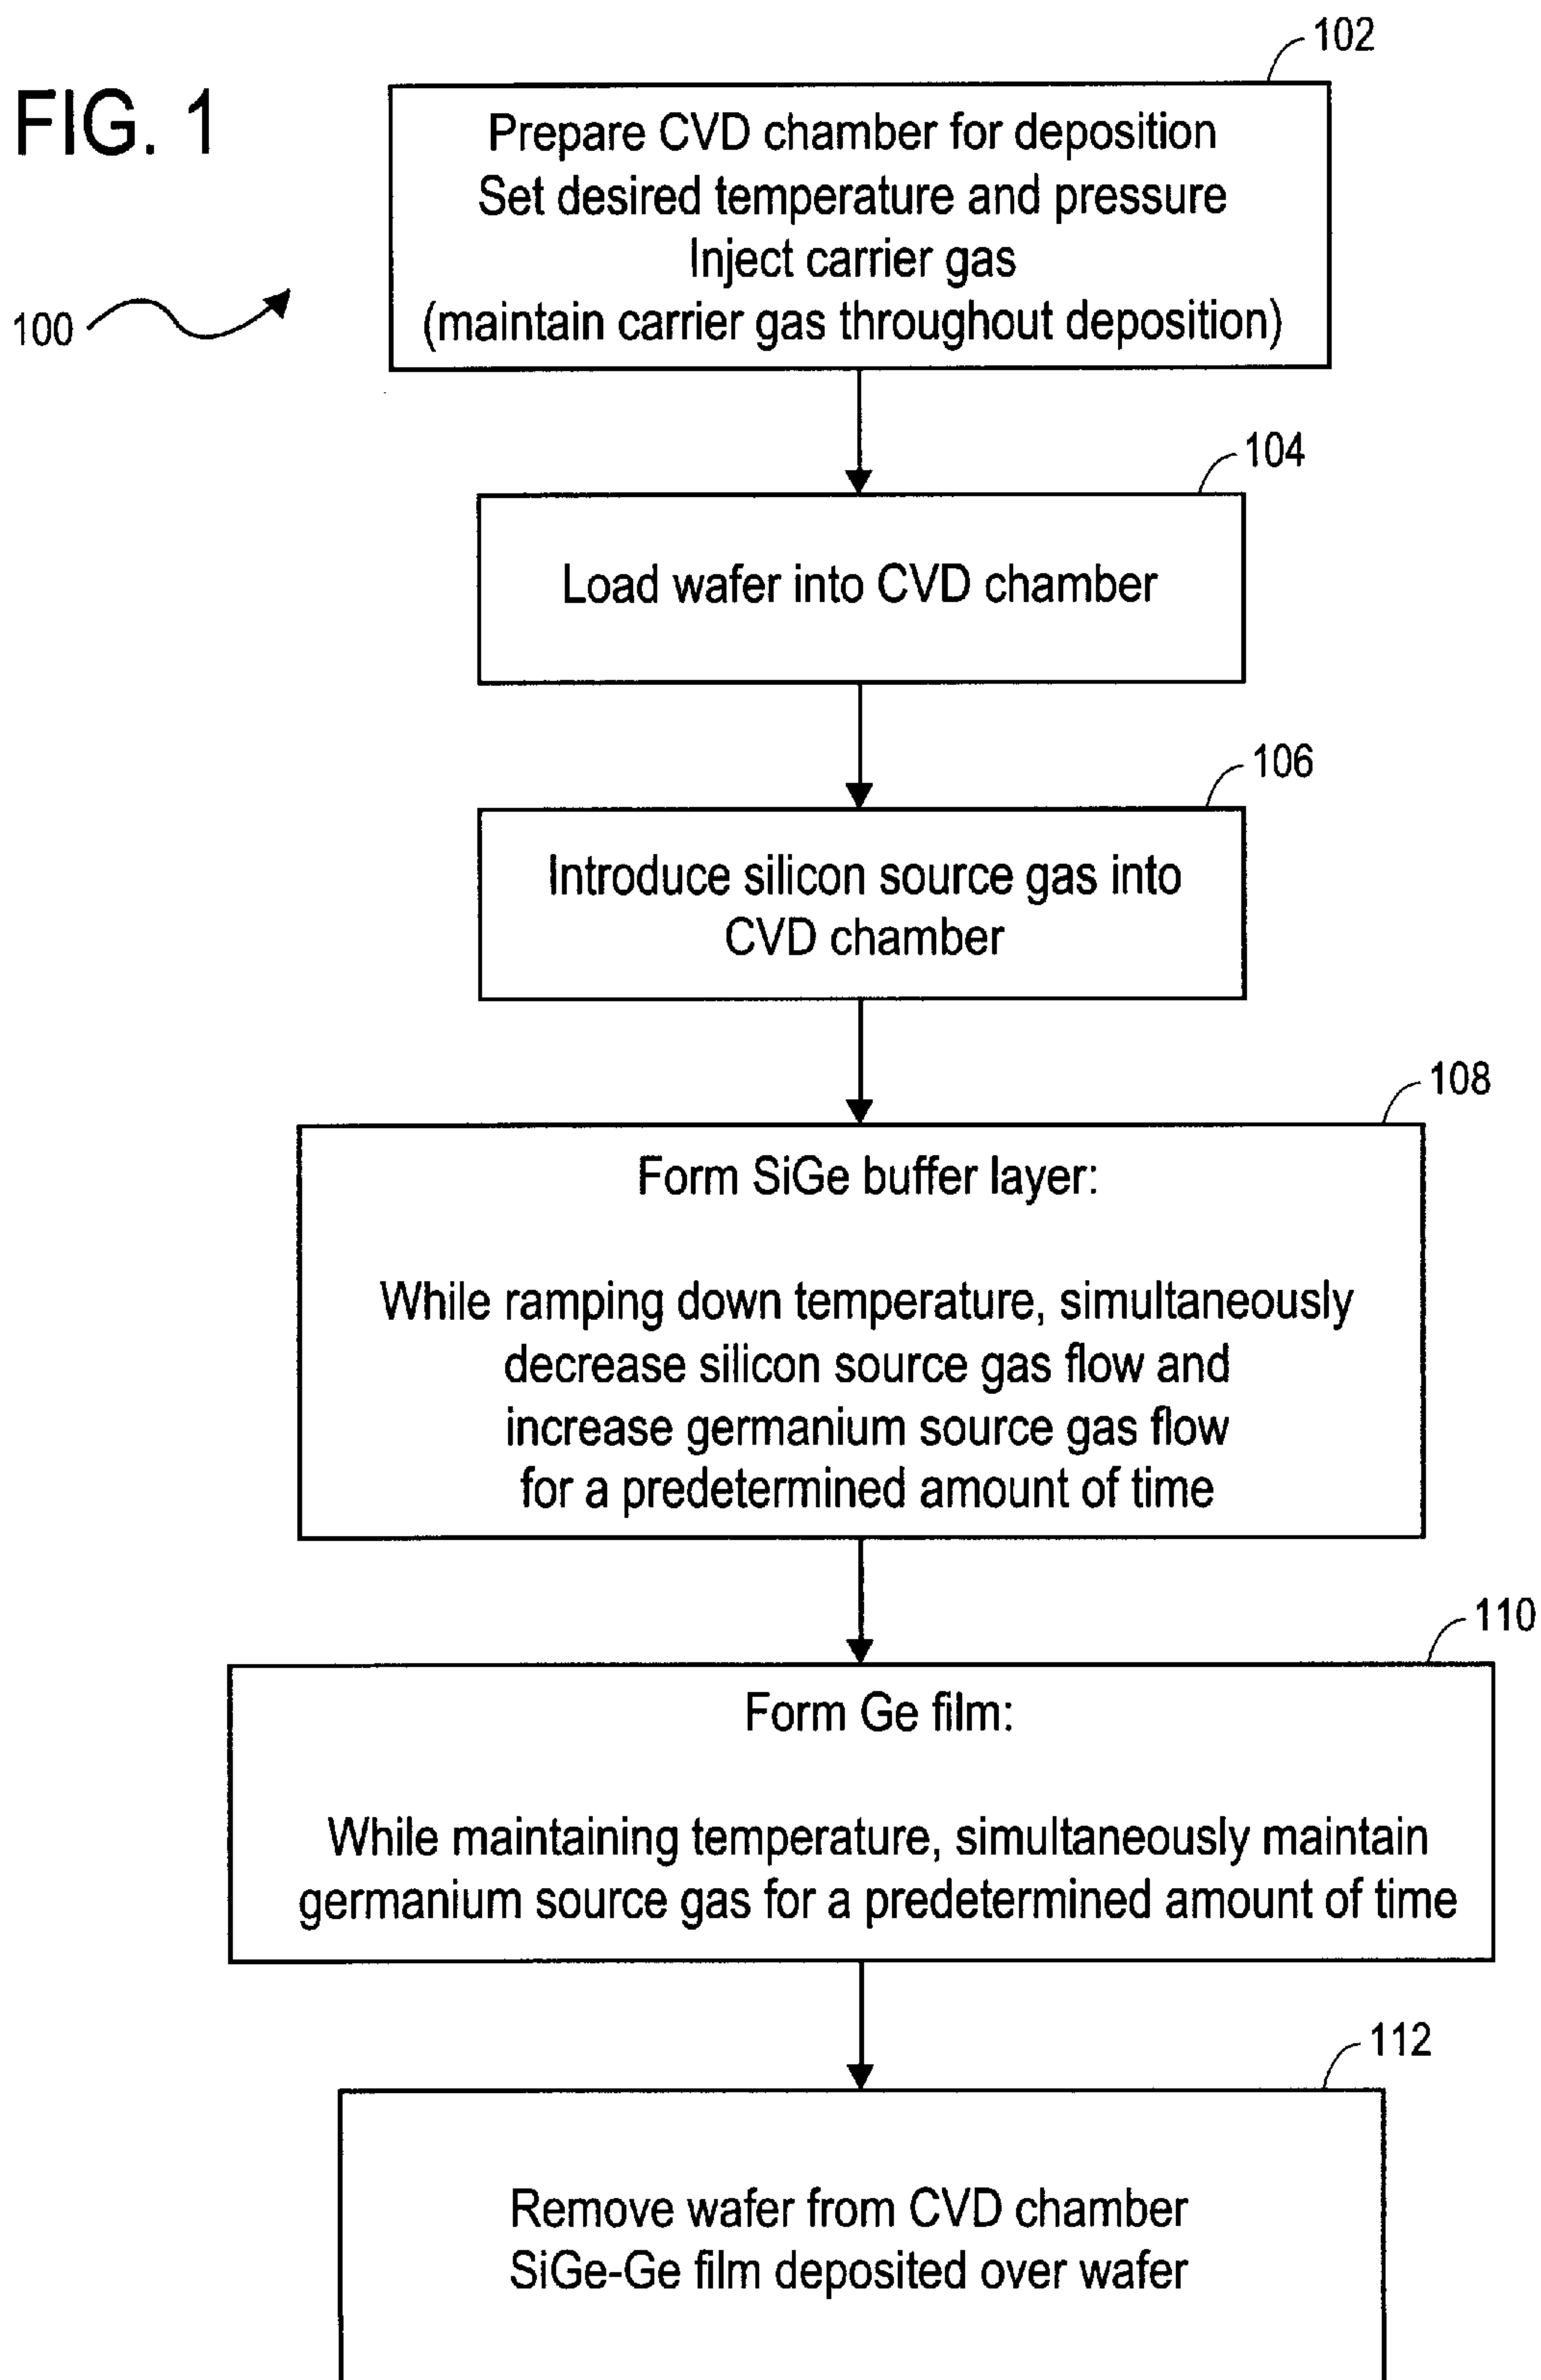 102
FIG. 1
Prepare CVD chamber for deposition
Set desired temperature and pressure
Inject carrier gas
(maintain carrier gas throughout deposition)
100
104
Load wafer into CVD chamber
106
Introduce silicon source gas into
CVD chamber
108
Form SiGe buffer layer:
While ramping down temperature, simultaneously
decrease silicon source gas flow and
increase germanium source gas flow
for a predetermined amount of time
110
Form Ge film:
While maintaining temperature, simultaneously maintain
germanium source gas for a predetermined amount of time
112
Remove wafer from CVD chamber
SiGe-Ge film deposited over wafer